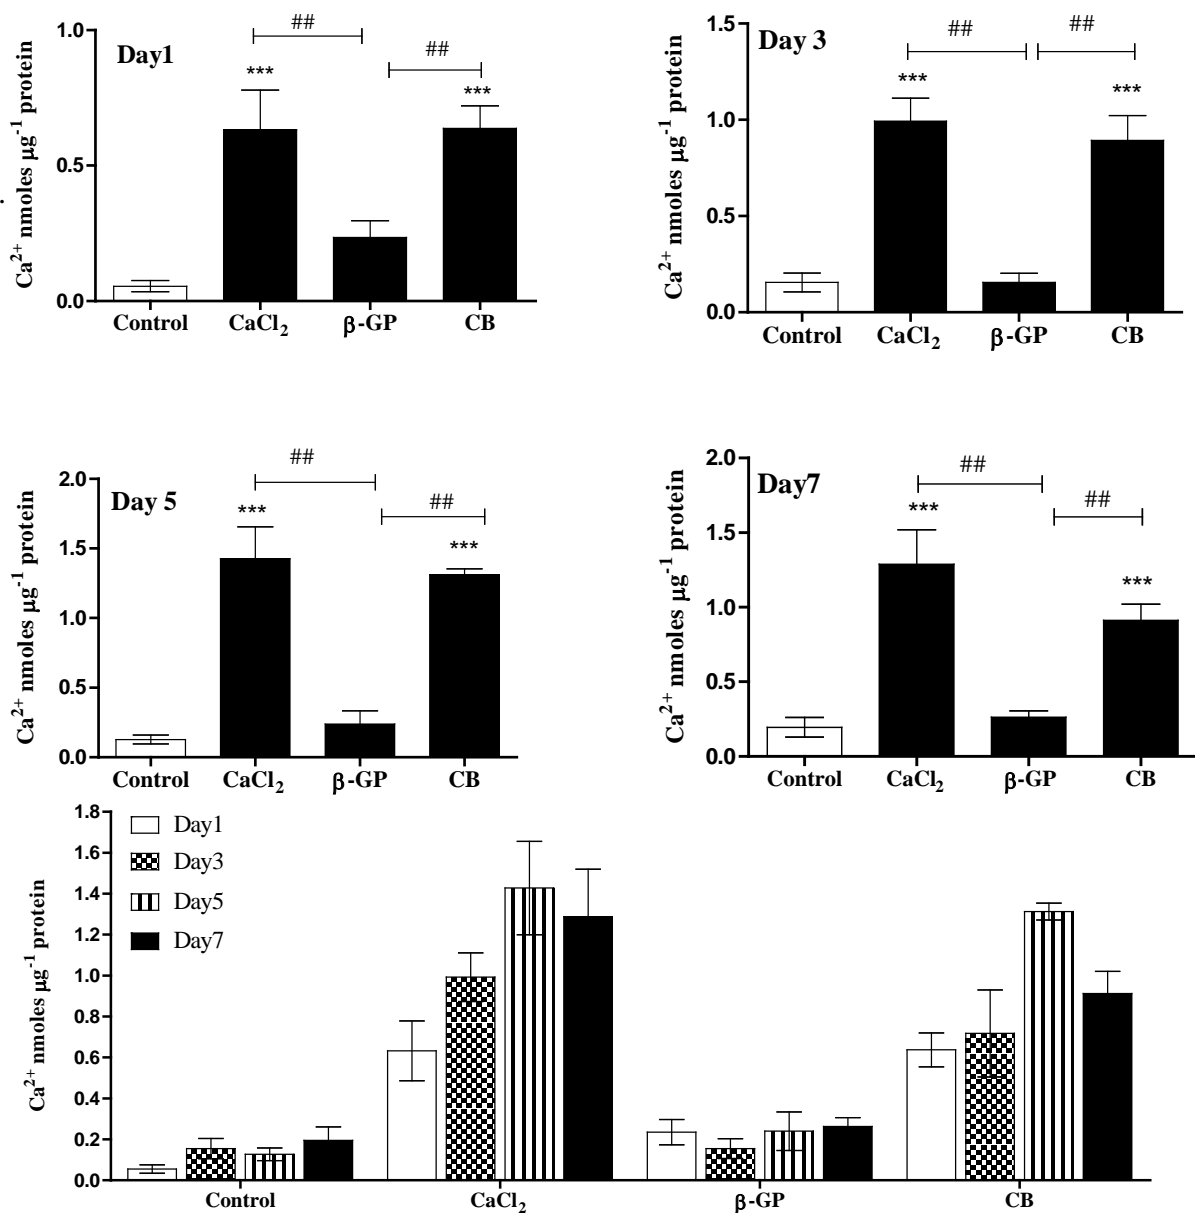 Day1
##
##
***
***
1.0
0.5
0.0
Ca²⁺ nmoles µg⁻¹ protein
Control CaCl₂ β-GP CB
Day 3
##
##
***
***
1.5
1.0
0.5
0.0
Ca²⁺ nmoles µg⁻¹ protein
Control CaCl₂ β-GP CB
Day 5
##
##
***
***
2.0
1.5
1.0
0.5
0.0
Ca²⁺ nmoles µg⁻¹ protein
Control CaCl₂ β-GP CB
Day7
##
##
***
***
2.0
1.5
1.0
0.5
0.0
Ca²⁺ nmoles µg⁻¹ protein
Control CaCl₂ β-GP CB
Day1
Day3
Day5
Day7
1.8
1.6
1.4
1.2
1.0
0.8
0.6
0.4
0.2
0.0
Ca²⁺ nmoles µg⁻¹ protein
Control CaCl₂ β-GP CB